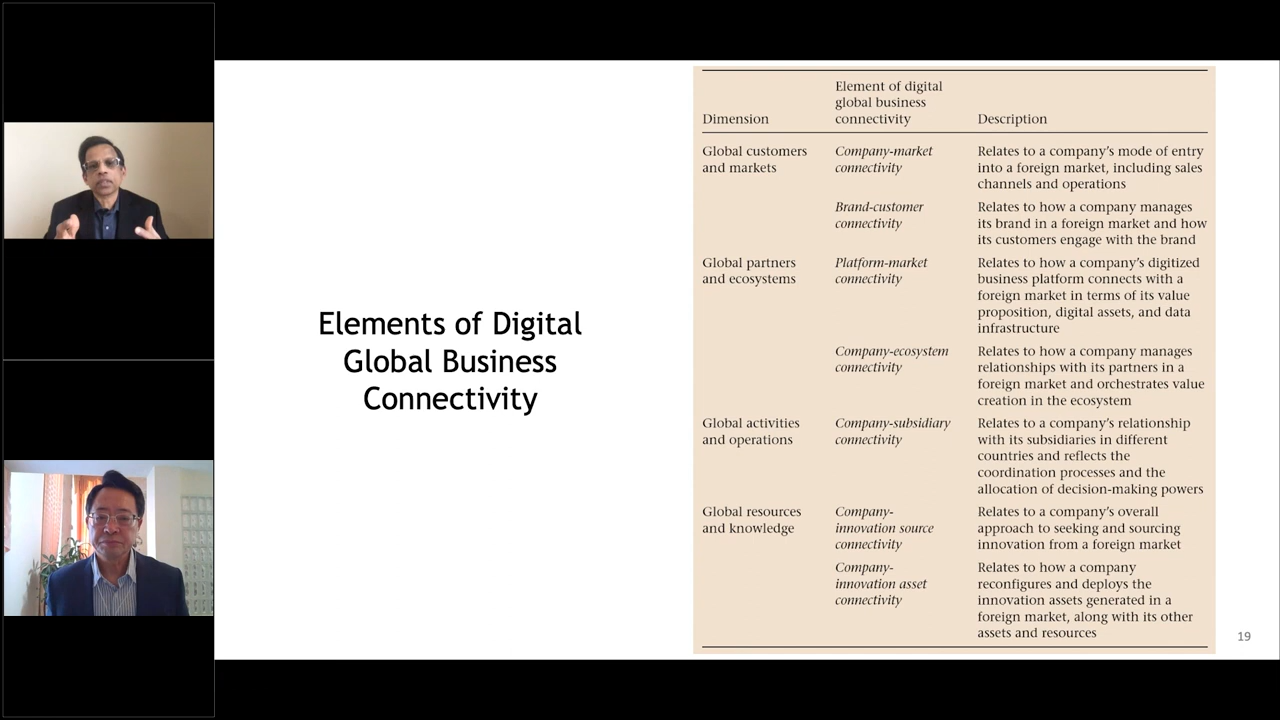 Elements of Digital
Global Business
Connectivity
Dimension
Element of digital
global business
connectivity
Description
Global customers
and markets
Company-market
connectivity
Relates to a company's mode of entry
into a foreign market, including sales
channels and operations
Brand-customer
connectivity
Relates to how a company manages
its brand in a foreign market and how
its customers engage with the brand
Global partners
and ecosystems
Platform-market
connectivity
Relates to how a company's digitized
business platform connects with a
foreign market in terms of its value
proposition, digital assets, and data
infrastructure
Company-ecosystem
connectivity
Relates to how a company manages
relationships with its partners in a
foreign market and orchestrates value
creation in the ecosystem
Global activities
and operations
Company-subsidiary
connectivity
Relates to a company's relationship
with its subsidiaries in different
countries and reflects the
coordination processes and the
allocation of decision-making powers
Global resources
and knowledge
Company-
innovation source
connectivity
Relates to a company's overall
approach to seeking and sourcing
innovation from a foreign market
Company-
innovation asset
connectivity
Relates to how a company
reconfigures and deploys the
innovation assets generated in a
foreign market, along with its other
assets and resources
19